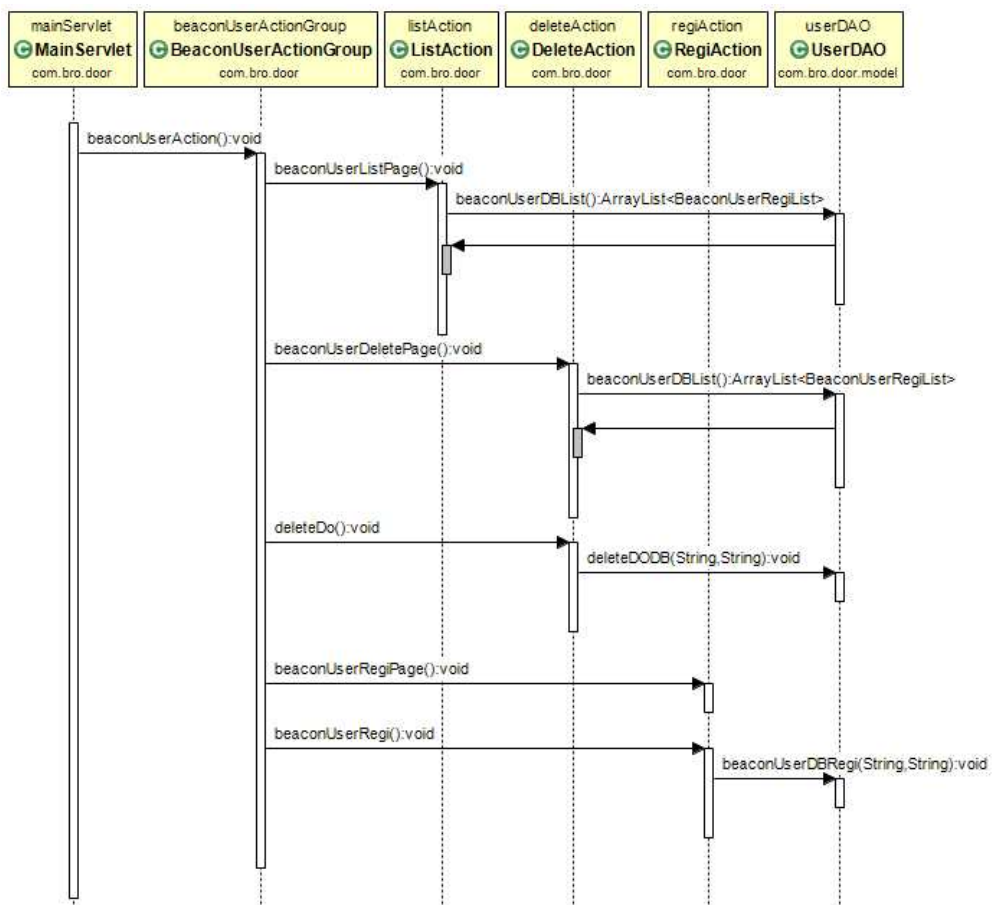 mainServlet
MainServlet
com.bro.door
beaconUserActionGroup
BeaconUserActionGroup
com.bro.door
listAction
ListAction
com.bro.door
deleteAction
DeleteAction
com.bro.door
regiAction
RegiAction
com.bro.door
userDAO
UserDAO
com.bro.door.model
beaconUserAction():void
beaconUserListPage():void
beaconUserDBList():ArrayList<BeaconUserRegiList>
beaconUserDeletePage():void
beaconUserDBList():ArrayList<BeaconUserRegiList>
deleteDo():void
deleteDODB(String,String):void
beaconUserRegiPage():void
beaconUserRegi():void
beaconUserDBRegi(String,String):void